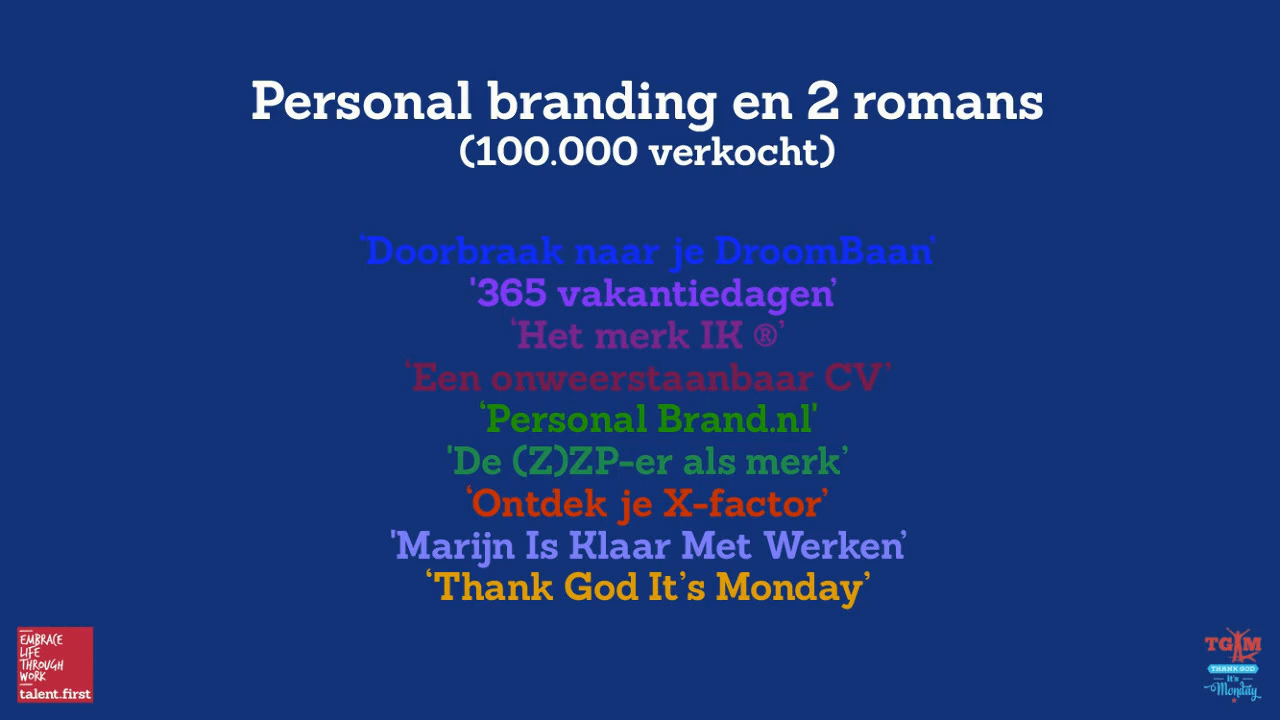 Personal branding en 2 romans
(100.000 verkocht)
‘Doorbraak naar je DroomBaan’
'365 vakantiedagen’
‘Het merk IK ®’
‘Een onweerstaanbaar CV’
‘Personal Brand.nl'
'De (Z)ZP-er als merk’
‘Ontdek je X-factor’
'Marijn Is Klaar Met Werken’
‘Thank God It’s Monday’
EMBRACE
LIFE
THROUGH
WORK
talent.first
TGIM
THANK GOD
it's
Monday